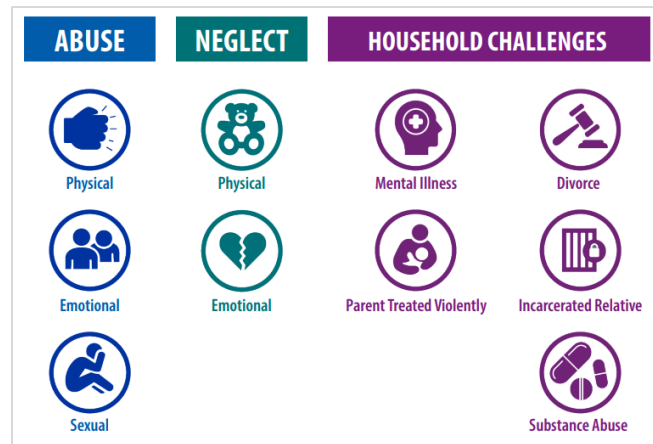 ABUSE
NEGLECT
HOUSEHOLD CHALLENGES
Physical
Physical
Mental Illness
Divorce
Emotional
Emotional
Parent Treated Violently
Incarcerated Relative
Sexual
Substance Abuse